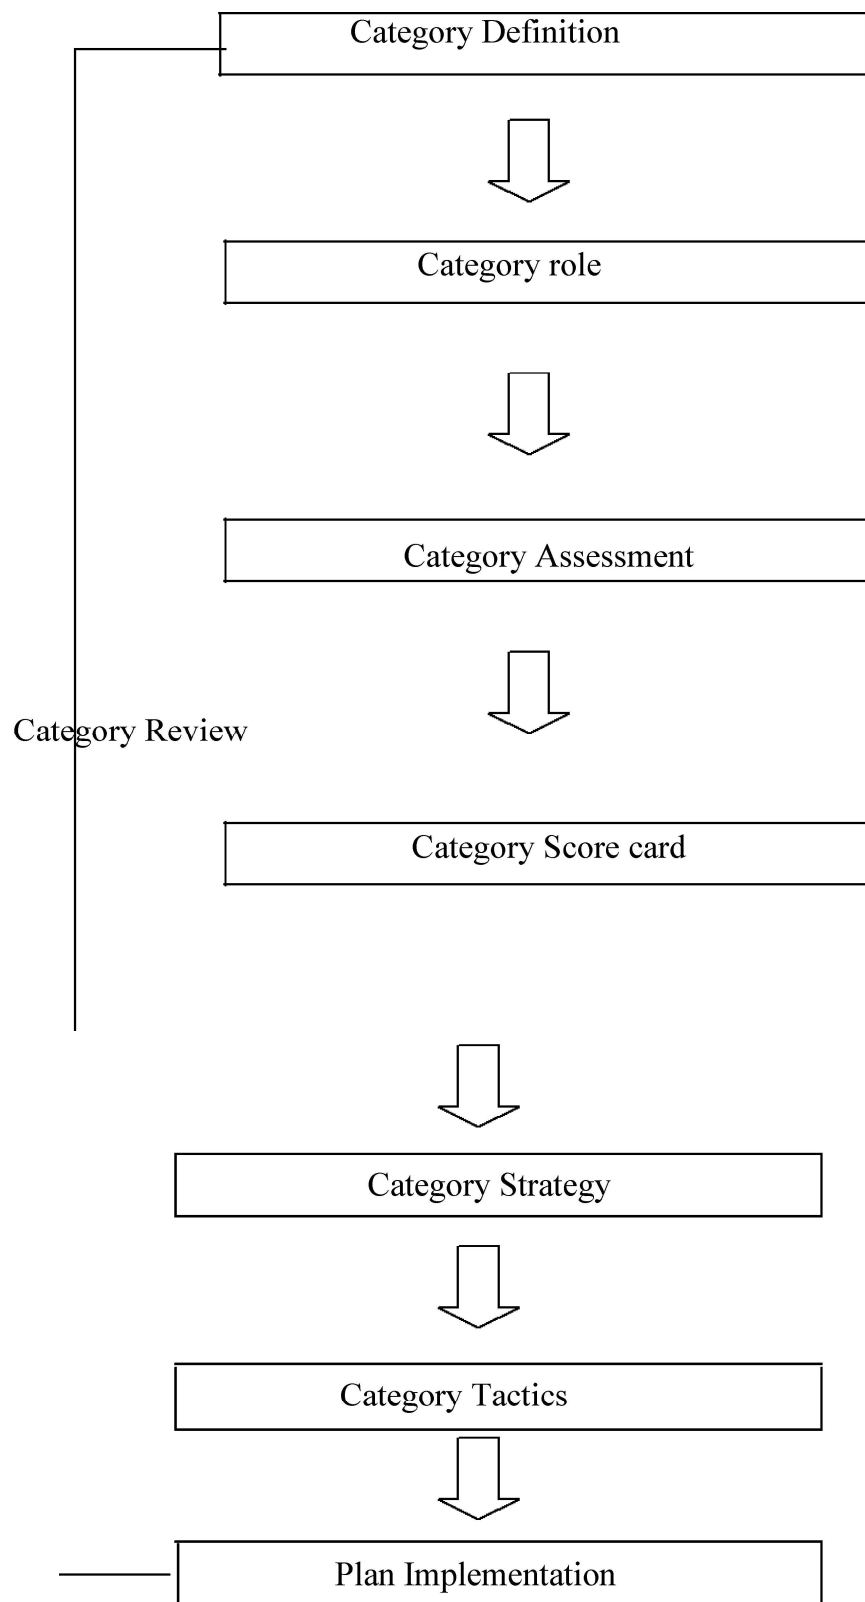 Category Definition
Category role
Category Assessment
Category Review
Category Score card
Category Strategy
Category Tactics
Plan Implementation